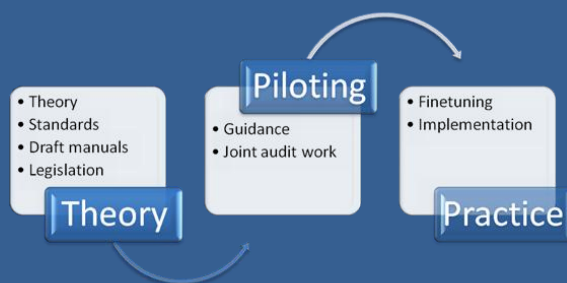 • Theory
• Standards
• Draft manuals
• Legislation
Theory
Piloting
• Guidance
• Joint audit work
• Finetuning
• Implementation
Practice